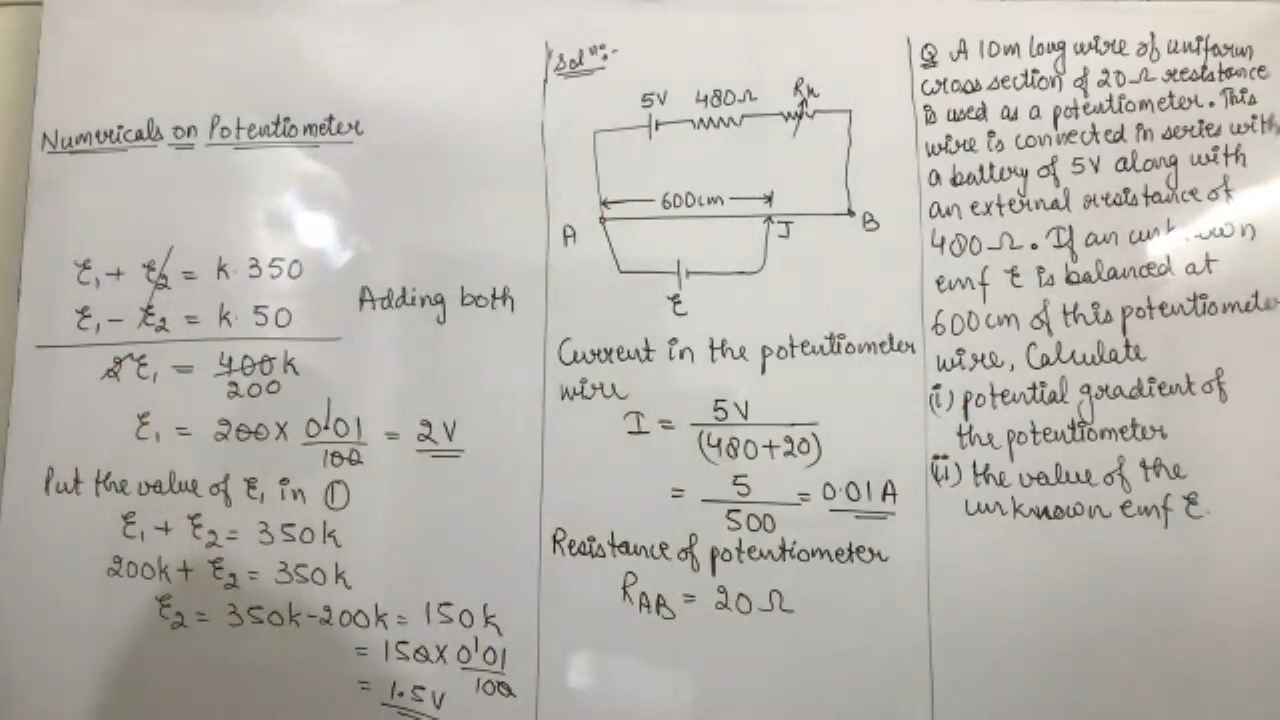 Numericals on Potentiometer
ε₁ + ε₂ = k. 350
ε₁ - ε₂ = k. 50
Adding both
2ε₁ = 400k
200
ε₁ = 200 x 0.01 = 2V
100
Put the value of ε₁ in ①
ε₁ + ε₂ = 350k
200k + ε₂ = 350k
ε₂ = 350k - 200k = 150k
= 150 x 0.01
100
= 1.5V
Solⁿ:-
5V 480Ω Rh
600cm
A J B
ε
Current in the potentiometer
wire
I = 5V
(480+20)
= 5 = 0.01A
500
Resistance of potentiometer
R_AB = 20Ω
Q A 10m long wire of uniform
cross section of 20Ω resistance
is used as a potentiometer. This
wire is connected in series with
a battery of 5V along with
an external resistance of
480Ω. If an
emf ε is balanced at
600cm of this potentiometer
wire, Calculate
(i) potential gradient of
the potentiometer
(ii) the value of the
unknown emf ε.